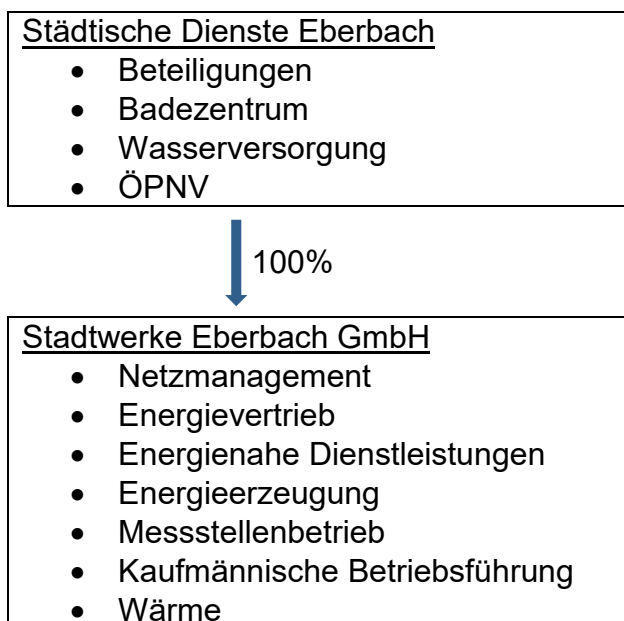 Städtische Dienste Eberbach
• Beteiligungen
• Badezentrum
• Wasserversorgung
• ÖPNV
100%
Stadtwerke Eberbach GmbH
• Netzmanagement
• Energievertrieb
• Energienahe Dienstleistungen
• Energieerzeugung
• Messstellenbetrieb
• Kaufmännische Betriebsführung
• Wärme